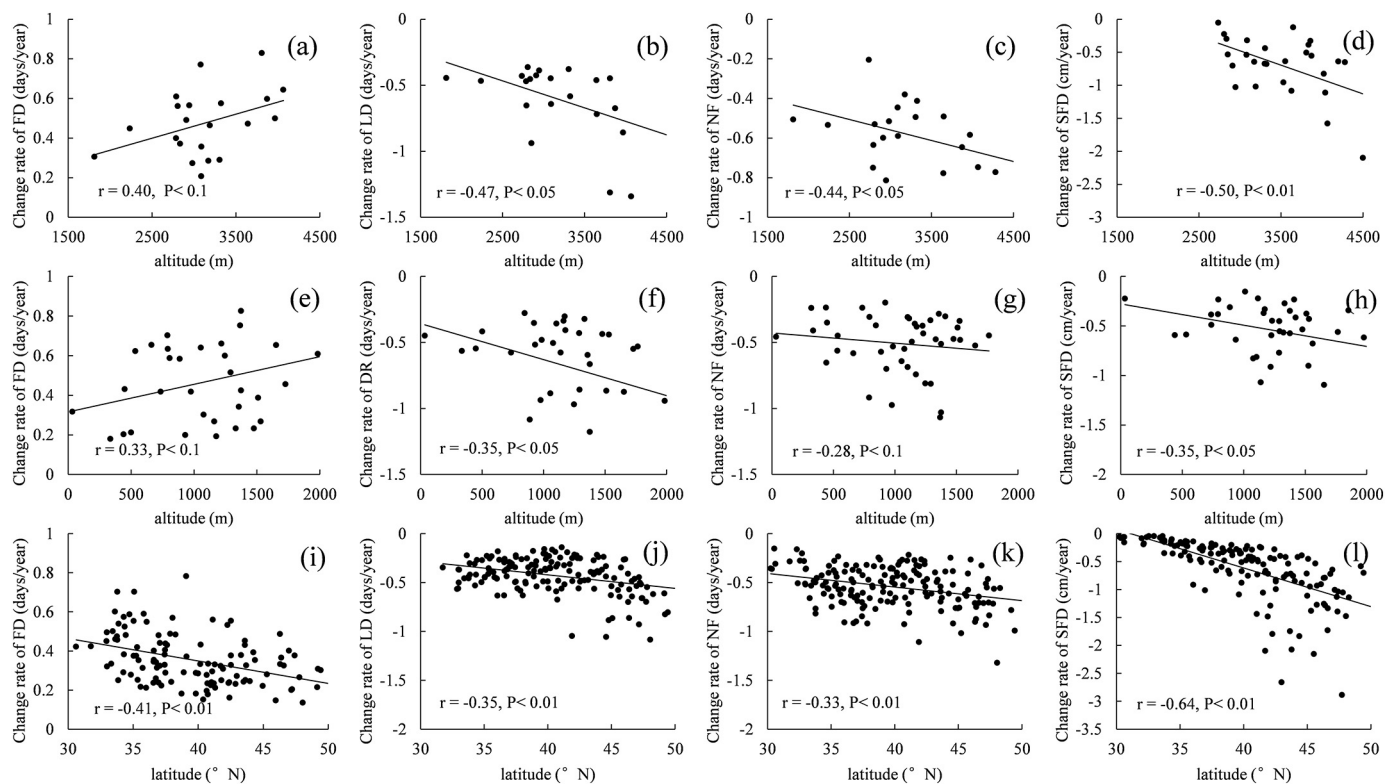 Change rate of FD (days/year)
1
0.8
0.6
0.4
0.2
0
(a)
r = 0.40, P< 0.1
1500 2500 3500 4500
altitude (m)
Change rate of LD (days/year)
0
-0.5
-1
-1.5
(b)
r = -0.47, P< 0.05
1500 2500 3500 4500
altitude (m)
Change rate of NF (days/year)
0
-0.2
-0.4
-0.6
-0.8
-1
(c)
r = -0.44, P< 0.05
1500 2500 3500 4500
altitude (m)
Change rate of SFD (cm/year)
0
-0.5
-1
-1.5
-2
-2.5
-3
(d)
r = -0.50, P< 0.01
1500 2500 3500 4500
altitude (m)
Change rate of FD (days/year)
1
0.8
0.6
0.4
0.2
0
(e)
r = 0.33, P< 0.1
0 500 1000 1500 2000
altitude (m)
Change rate of DR (days/year)
0
-0.5
-1
-1.5
(f)
r = -0.35, P< 0.05
0 500 1000 1500 2000
altitude (m)
Change rate of NF (days/year)
0
-0.5
-1
-1.5
(g)
r = -0.28, P< 0.1
0 500 1000 1500 2000
altitude (m)
Change rate of SFD (cm/year)
0
-0.5
-1
-1.5
-2
(h)
r = -0.35, P< 0.05
0 500 1000 1500 2000
altitude (m)
Change rate of FD (days/year)
1
0.8
0.6
0.4
0.2
0
(i)
r = -0.41, P< 0.01
30 35 40 45 50
latitude (° N)
Change rate of LD (days/year)
0
-0.5
-1
-1.5
-2
(j)
r = -0.35, P< 0.01
30 35 40 45 50
latitude (° N)
Change rate of NF (days/year)
0
-0.5
-1
-1.5
-2
(k)
r = -0.33, P< 0.01
30 35 40 45 50
latitude (° N)
Change rate of SFD (cm/year)
0
-0.5
-1
-1.5
-2
-2.5
-3
-3.5
(l)
r = -0.64, P< 0.01
30 35 40 45 50
latitude (° N)